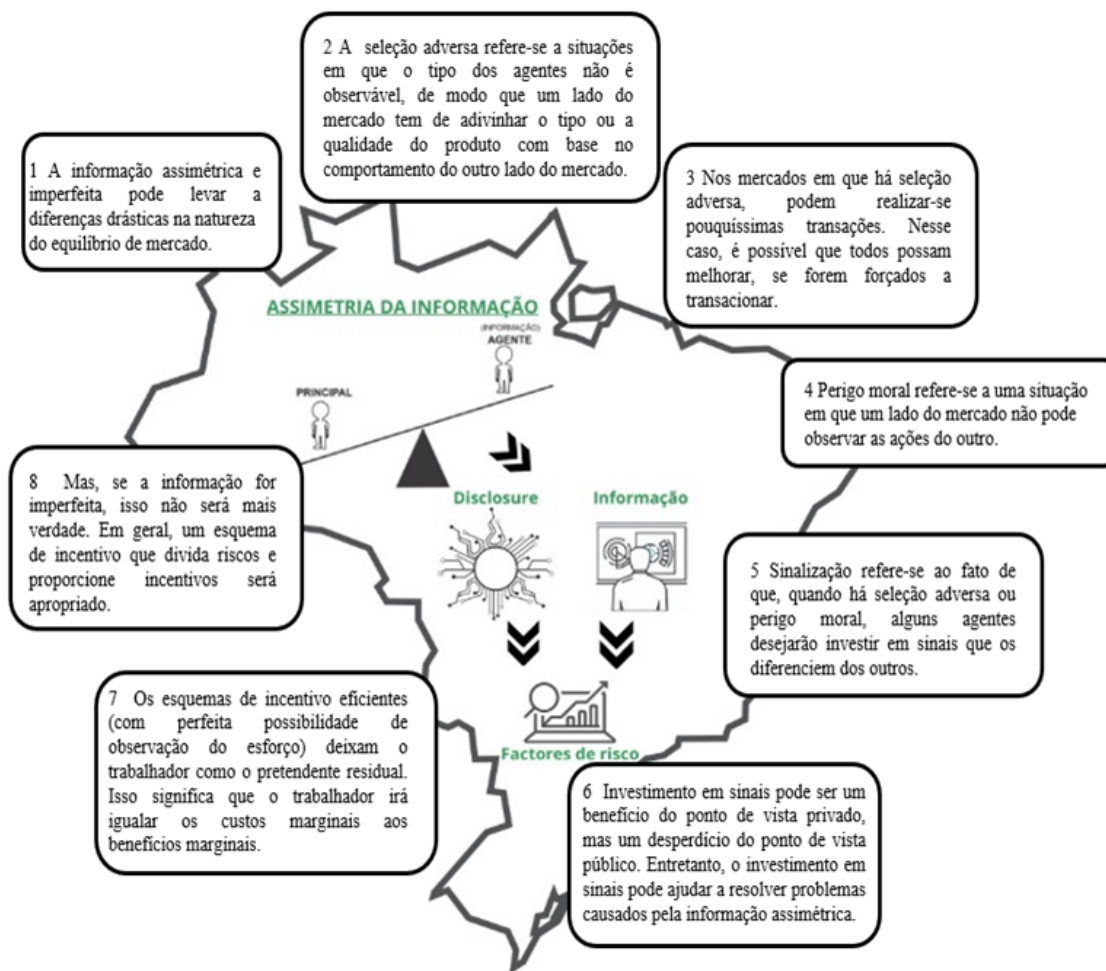 1 A informação assimétrica e
imperfeita pode levar a
diferenças drásticas na natureza
do equilíbrio de mercado.
2 A seleção adversa refere-se a situações
em que o tipo dos agentes não é
observável, de modo que um lado do
mercado tem de adivinhar o tipo ou a
qualidade do produto com base no
comportamento do outro lado do mercado.
3 Nos mercados em que há seleção
adversa, podem realizar-se
pouquíssimas transações. Nesse
caso, é possível que todos possam
melhorar, se forem forçados a
transacionar.
ASSIMETRIA DA INFORMAÇÃO
(INFORMAÇÃO)
AGENTE
PRINCIPAL
4 Perigo moral refere-se a uma situação
em que um lado do mercado não pode
observar as ações do outro.
8 Mas, se a informação for
imperfeita, isso não será mais
verdade. Em geral, um esquema
de incentivo que divida riscos e
proporcione incentivos será
apropriado.
Disclosure
Informação
5 Sinalização refere-se ao fato de
que, quando há seleção adversa ou
perigo moral, alguns agentes
desejarão investir em sinais que os
diferenciem dos outros.
7 Os esquemas de incentivo eficientes
(com perfeita possibilidade de
observação do esforço) deixam o
trabalhador como o pretendente residual.
Isso significa que o trabalhador irá
igualar os custos marginais aos
benefícios marginais.
Factores de risco
6 Investimento em sinais pode ser um
benefício do ponto de vista privado,
mas um desperdício do ponto de vista
público. Entretanto, o investimento em
sinais pode ajudar a resolver problemas
causados pela informação assimétrica.